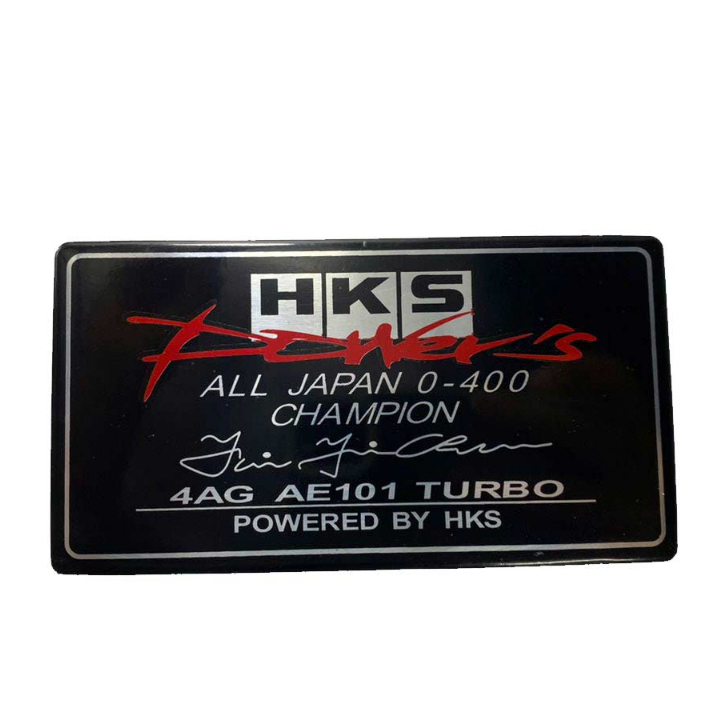 HKS
Power's
ALL JAPAN 0-400
CHAMPION
4AG AE101 TURBO
POWERED BY HKS